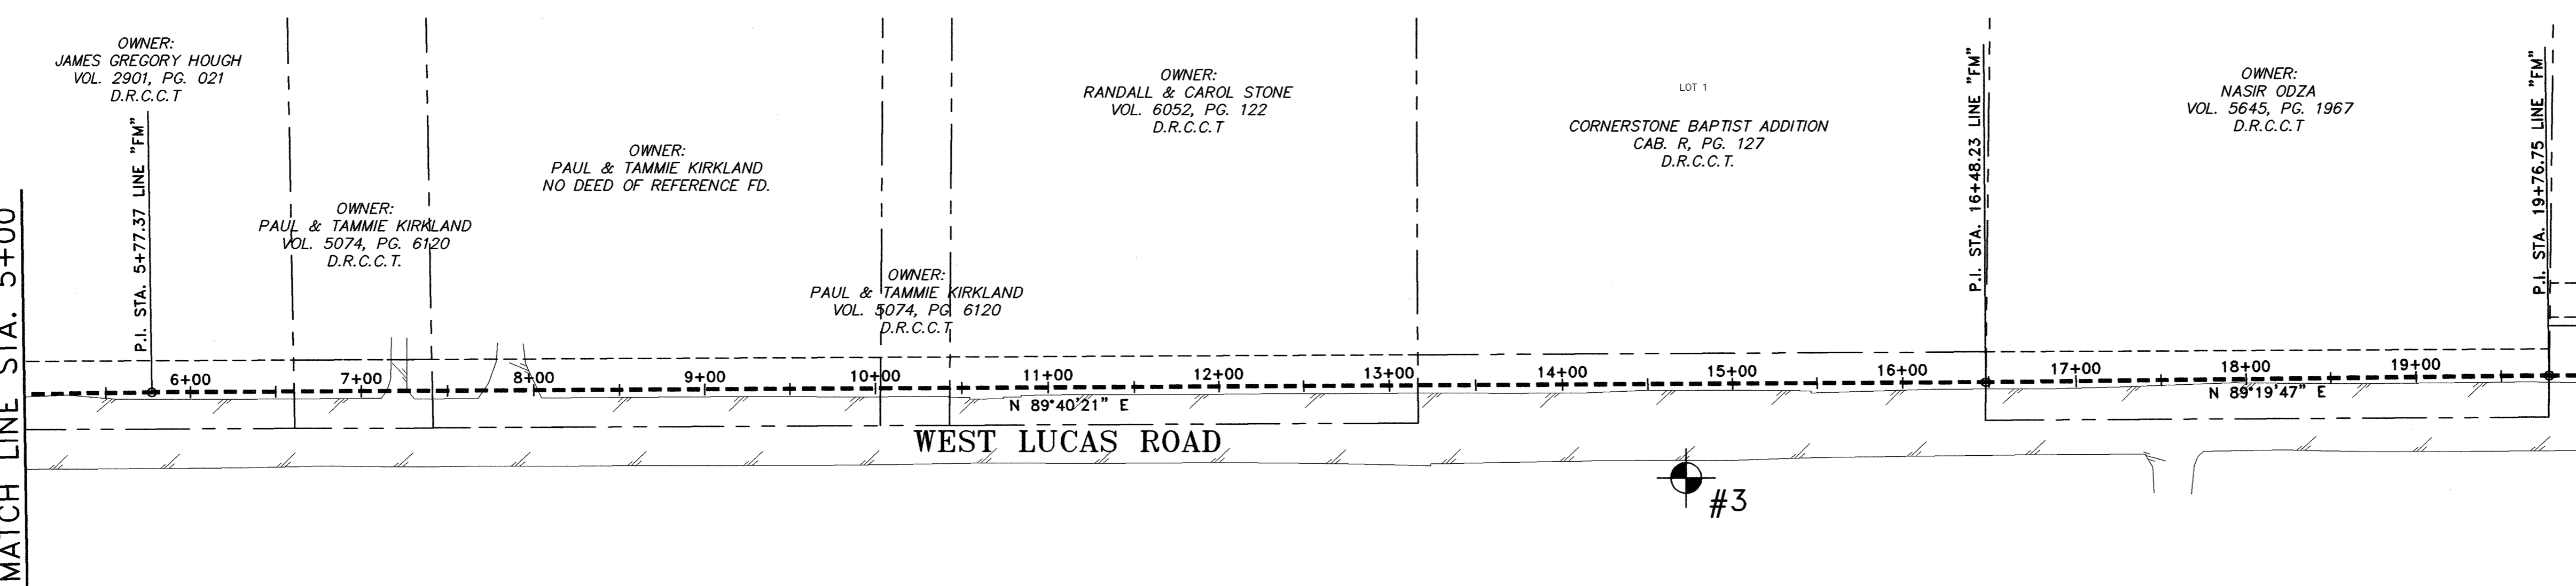 OWNER:
JAMES GREGORY HOUGH
VOL. 2901, PG. 021
D.R.C.C.T
P.I. STA. 5+77.37 LINE "FM"
MATCH LINE STA. 5+00
OWNER:
PAUL & TAMMIE KIRKLAND
VOL. 5074, PG. 6120
D.R.C.C.T.
OWNER:
PAUL & TAMMIE KIRKLAND
NO DEED OF REFERENCE FD.
OWNER:
PAUL & TAMMIE KIRKLAND
VOL. 5074, PG. 6120
D.R.C.C.T.
OWNER:
RANDALL & CAROL STONE
VOL. 6052, PG. 122
D.R.C.C.T
LOT 1
CORNERSTONE BAPTIST ADDITION
CAB. R, PG. 127
D.R.C.C.T.
P.I. STA. 16+48.23 LINE "FM"
OWNER:
NASIR ODZA
VOL. 5645, PG. 1967
D.R.C.C.T
P.I. STA. 19+76.75 LINE "FM"
6+00 7+00 8+00 9+00 10+00 11+00 12+00 13+00 14+00 15+00 16+00 17+00 18+00 19+00
N 89°40'21" E
N 89°19'47" E
WEST LUCAS ROAD
#3